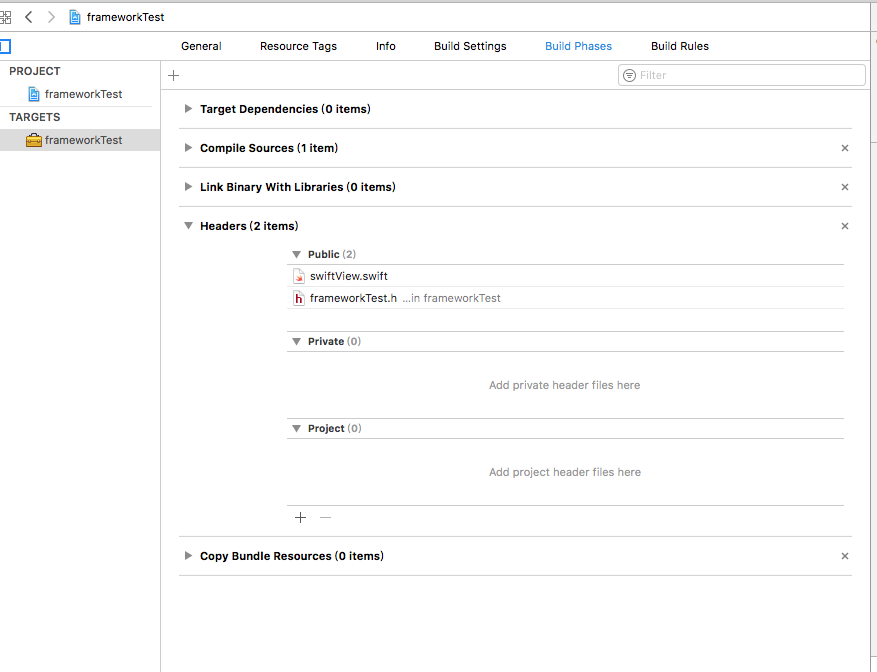 frameworkTest
General Resource Tags Info Build Settings Build Phases Build Rules
PROJECT
frameworkTest
TARGETS
frameworkTest
Filter
Target Dependencies (0 items)
Compile Sources (1 item)
Link Binary With Libraries (0 items)
Headers (2 items)
Public (2)
swiftView.swift
frameworkTest.h ...in frameworkTest
Private (0)
Add private header files here
Project (0)
Add project header files here
Copy Bundle Resources (0 items)